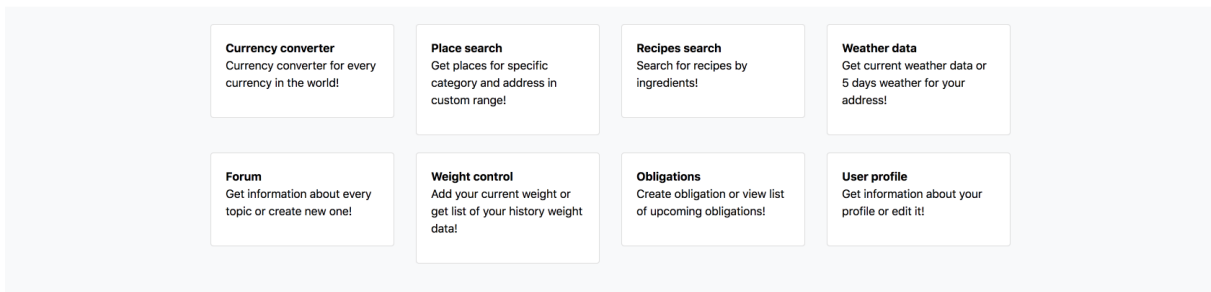 Currency converter
Currency converter for every
currency in the world!
Place search
Get places for specific
category and address in
custom range!
Recipes search
Search for recipes by
ingredients!
Weather data
Get current weather data or
5 days weather for your
address!
Forum
Get information about every
topic or create new one!
Weight control
Add your current weight or
get list of your history weight
data!
Obligations
Create obligation or view list
of upcoming obligations!
User profile
Get information about your
profile or edit it!